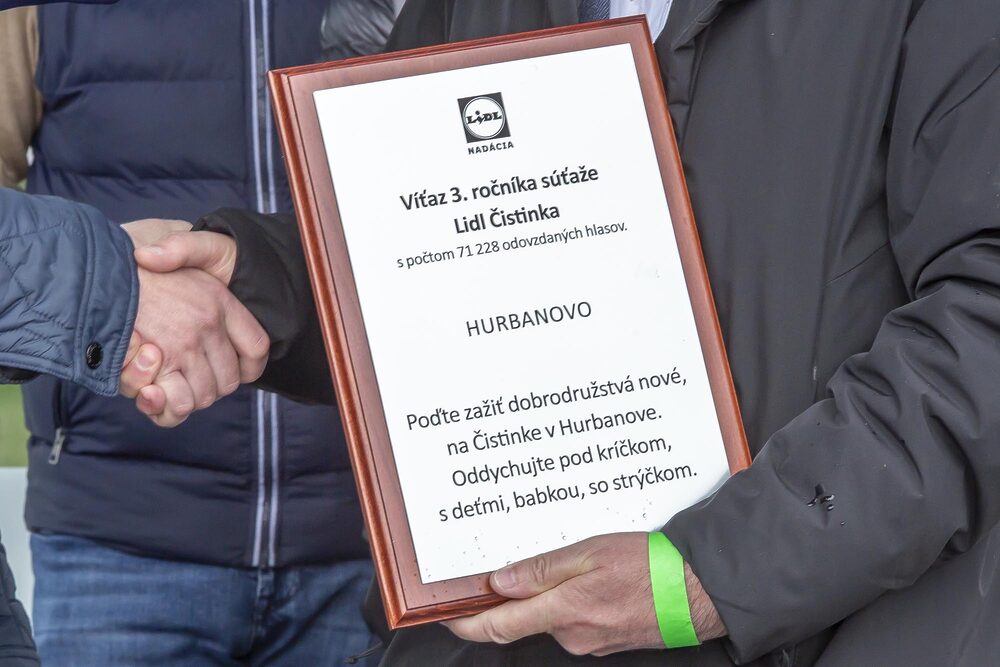 LIDL
NADÁCIA
Víťaz 3. ročníka súťaže
Lidl Čistinka
s počtom 71 228 odovzdaných hlasov.
HURBANOVO
Poďte zažiť dobrodružstvá nové,
na Čistinke v Hurbanove.
Oddychujte pod kríčkom,
s deťmi, babkou, so strýčkom.